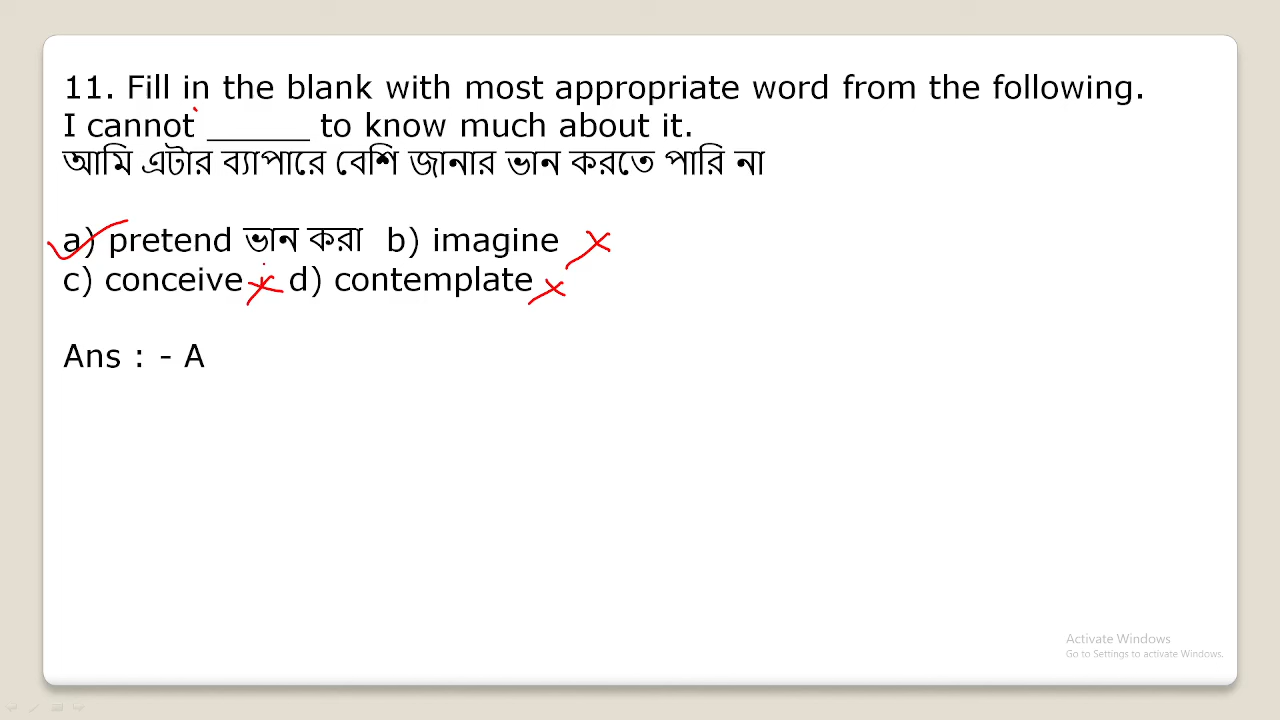 11. Fill in the blank with most appropriate word from the following.
I cannot ______ to know much about it.
আমি এটার ব্যাপারে বেশি জানার ভান করতে পারি না
a) pretend ভান করা b) imagine
c) conceive d) contemplate
Ans : - A
Activate Windows
Go to Settings to activate Windows.